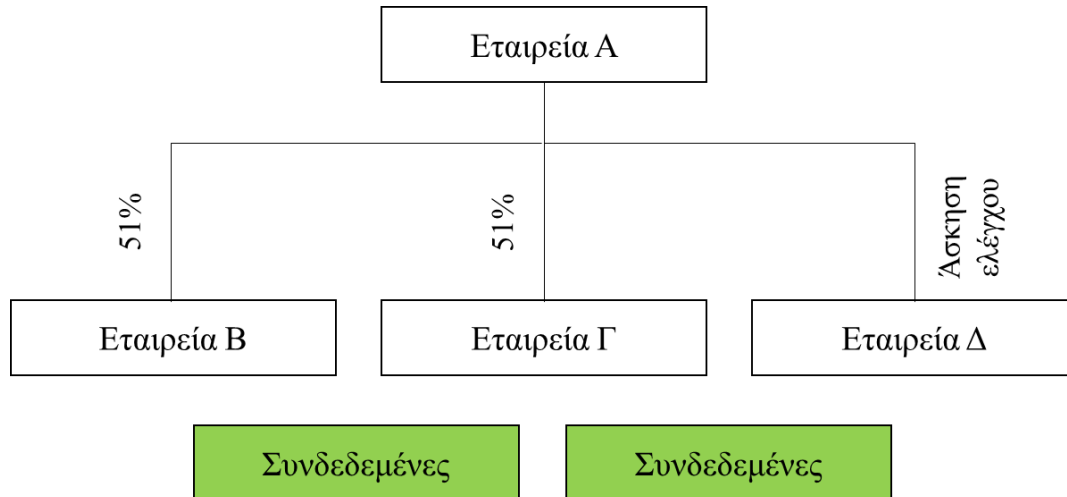 Εταιρεία Α
51%
51%
Άσκηση
ελέγχου
Εταιρεία Β
Εταιρεία Γ
Εταιρεία Δ
Συνδεδεμένες
Συνδεδεμένες